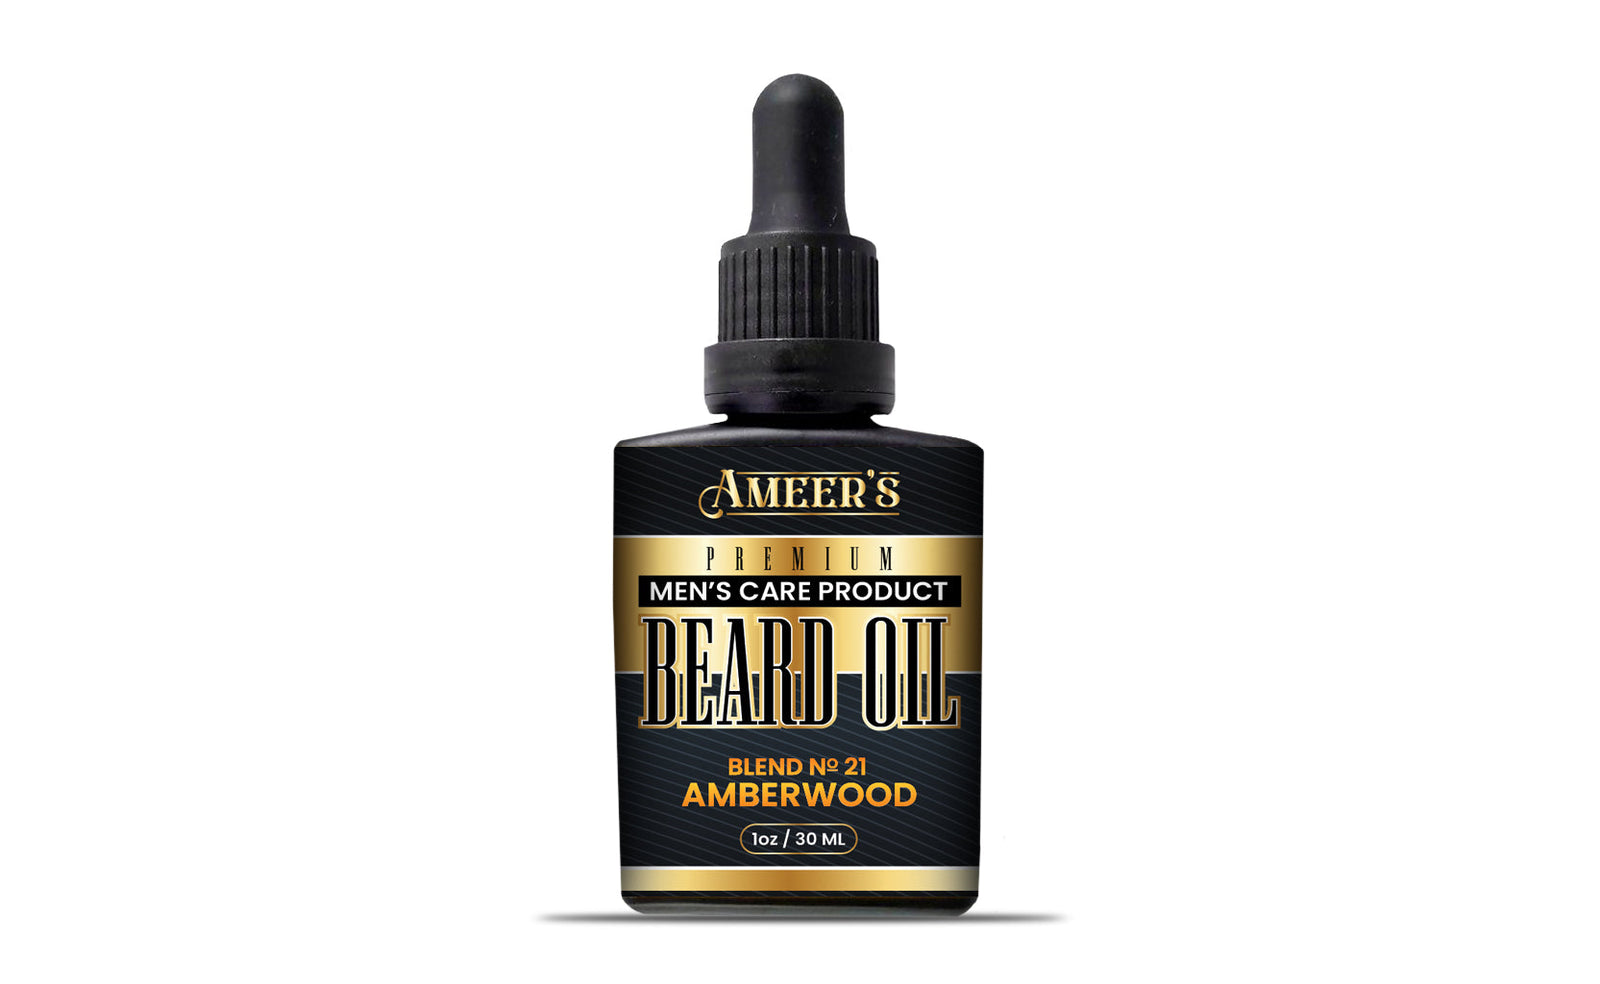 AMEER'S
PREMIUM
MEN'S CARE PRODUCT
BEARD OIL
BLEND Nº 21
AMBERWOOD
1oz / 30 ML